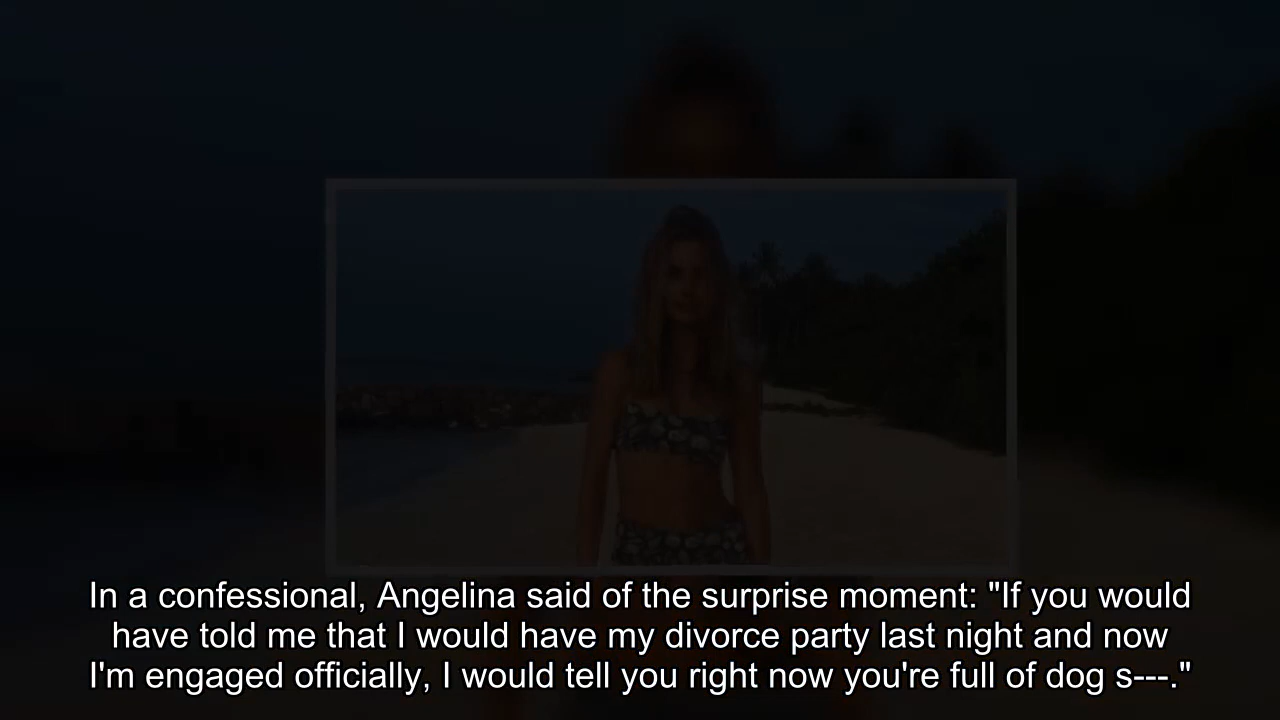 In a confessional, Angelina said of the surprise moment: "If you would
have told me that I would have my divorce party last night and now
I'm engaged officially, I would tell you right now you're full of dog s---."